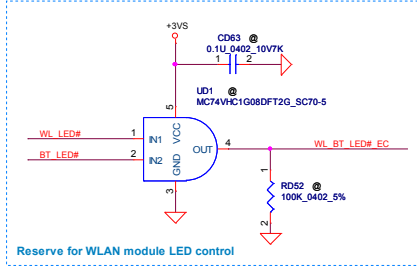 +3VS
CD63 @
0.1U_0402_10V7K
1 2
UD1 @
MC74VHC1G08DFT2G_SC70-5
5
WL_LED# 1 IN1 VCC
OUT 4 WL_BT_LED#_EC
BT_LED# 2 IN2 GND
3
1
RD52 @
100K_0402_5%
2
Reserve for WLAN module LED control